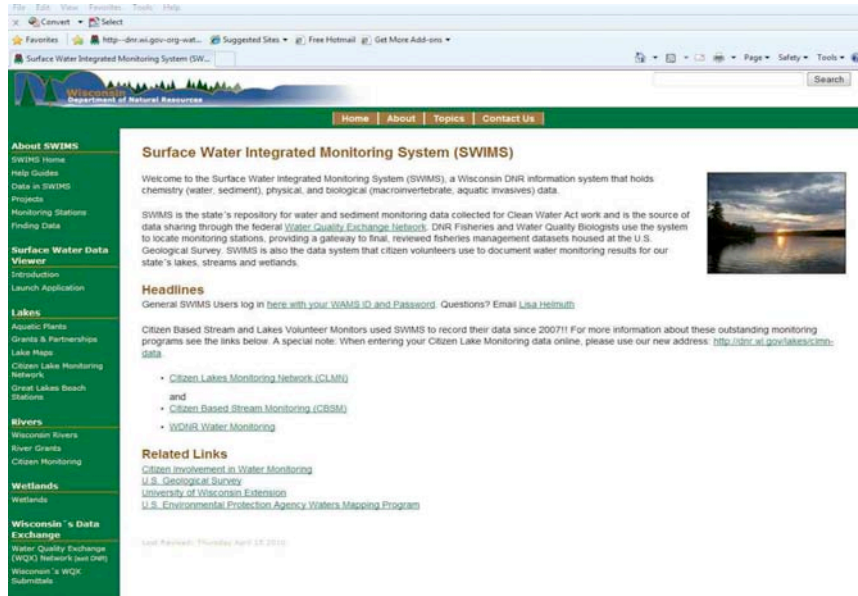 File Edit View Favorites Tools Help
x Convert Select
Favorites http--dnr.wi.gov-org-wat... Suggested Sites Free Hotmail Get More Add-ons
Surface Water Integrated Monitoring System (SW... Page Safety Tools
Wisconsin
Department of Natural Resources
Search
Home About Topics Contact Us
About SWIMS
SWIMS Home
Help Guides
Data in SWIMS
Projects
Monitoring Stations
Finding Data
Surface Water Data
Viewer
Introduction
Launch Application
Lakes
Aquatic Plants
Grants & Partnerships
Lake Maps
Citizen Lake Monitoring
Network
Great Lakes Beach
Stations
Rivers
Wisconsin Rivers
River Grants
Citizen Monitoring
Wetlands
Wetlands
Wisconsin´s Data
Exchange
Water Quality Exchange
(WQX) Network [exit DNR]
Wisconsin´s WQX
Submittals
Surface Water Integrated Monitoring System (SWIMS)
Welcome to the Surface Water Integrated Monitoring System (SWIMS), a Wisconsin DNR information system that holds
chemistry (water, sediment), physical, and biological (macroinvertebrate, aquatic invasives) data.
SWIMS is the state´s repository for water and sediment monitoring data collected for Clean Water Act work and is the source of
data sharing through the federal Water Quality Exchange Network. DNR Fisheries and Water Quality Biologists use the system
to locate monitoring stations, providing a gateway to final, reviewed fisheries management datasets housed at the U.S.
Geological Survey. SWIMS is also the data system that citizen volunteers use to document water monitoring results for our
state´s lakes, streams and wetlands.
Headlines
General SWIMS Users log in here with your WAMS ID and Password. Questions? Email Lisa Helmuth
Citizen Based Stream and Lakes Volunteer Monitors used SWIMS to record their data since 2007!! For more information about these outstanding monitoring
programs see the links below. A special note: When entering your Citizen Lake Monitoring data online, please use our new address: http://dnr.wi.gov/lakes/clmn-
data.
• Citizen Lakes Monitoring Network (CLMN)
and
• Citizen Based Stream Monitoring (CBSM)
• WDNR Water Monitoring
Related Links
Citizen Involvement in Water Monitoring
U.S. Geological Survey
University of Wisconsin Extension
U.S. Environmental Protection Agency Waters Mapping Program
Last Revised: Thursday April 15 2010